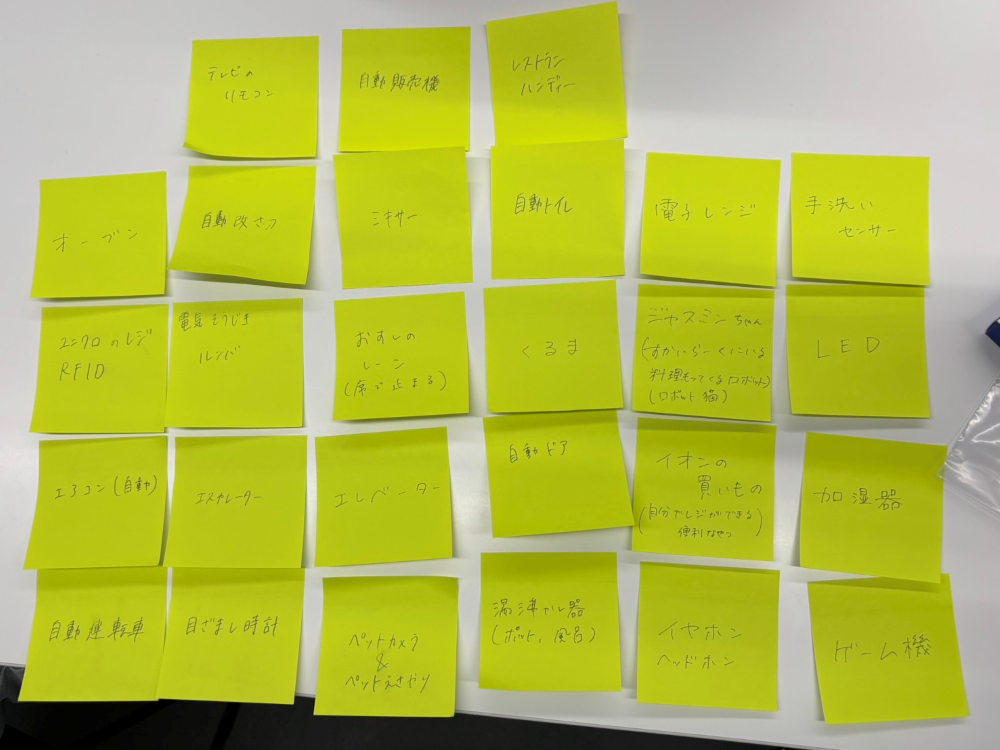 テレビの
リモコン
自動販売機
レストラン
ハンディー
オーブン
自動改さつ
ミキサー
自動トイレ
電子レンジ
手洗い
センサー
ユニクロのレジ
RFID
電気そうじき
ルンバ
おすしの
レーン
(席で止まる)
くるま
ジャスミンちゃん
(すかいらーくにいる
料理もってくるロボット)
(ロボット猫)
LED
エアコン(自動)
エスカレーター
エレベーター
自動ドア
イオンの
買いもの
(自分でレジができる
便利なやつ)
加湿器
自動運転車
目ざまし時計
ペットカメラ
&
ペットえさやり
湯沸かし器
(ポット、風呂)
イヤホン
ヘッドホン
ゲーム機